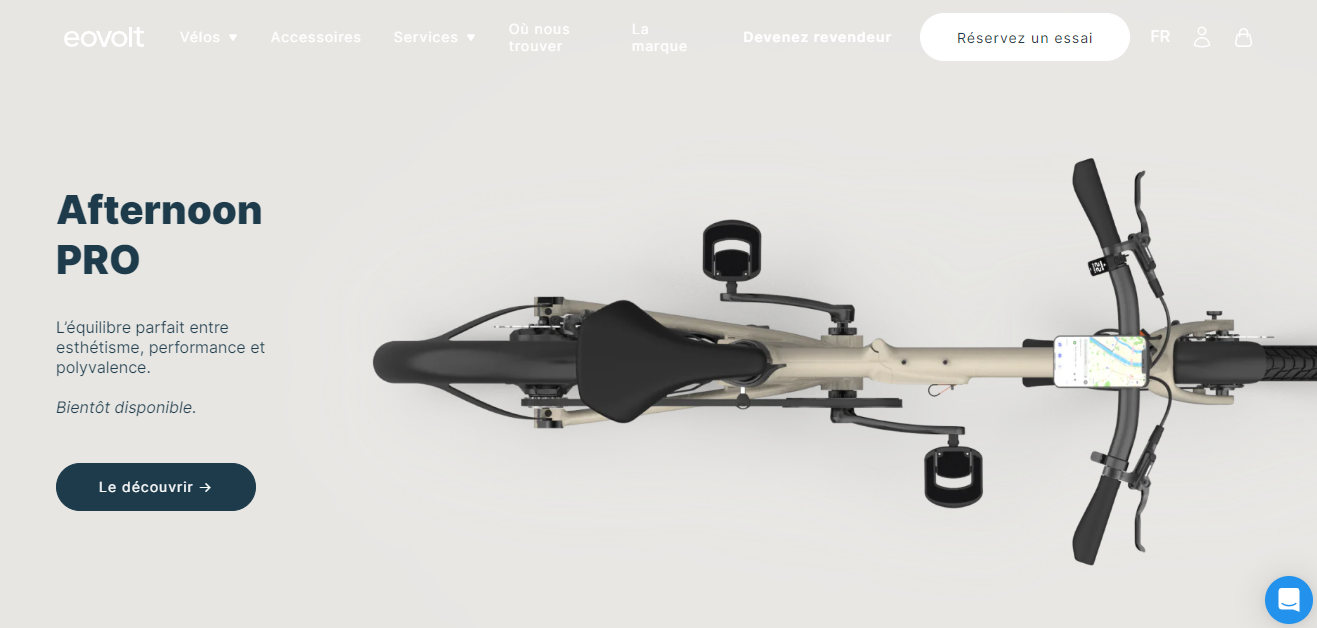 eovolt
Vélos ▼
Accessoires
Services ▼
Où nous
trouver
La
marque
Devenez revendeur
Réservez un essai
FR
Afternoon
PRO
L’équilibre parfait entre
esthétisme, performance et
polyvalence.
Bientôt disponible.
Le découvrir →